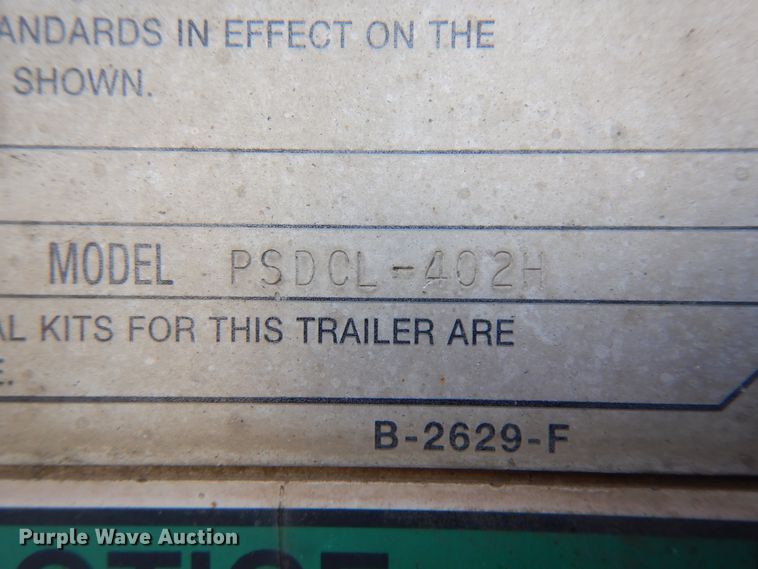 ANDARDS IN EFFECT ON THE
SHOWN.
MODEL PSDCL-402H
AL KITS FOR THIS TRAILER ARE
E.
B-2629-F
Purple Wave Auction